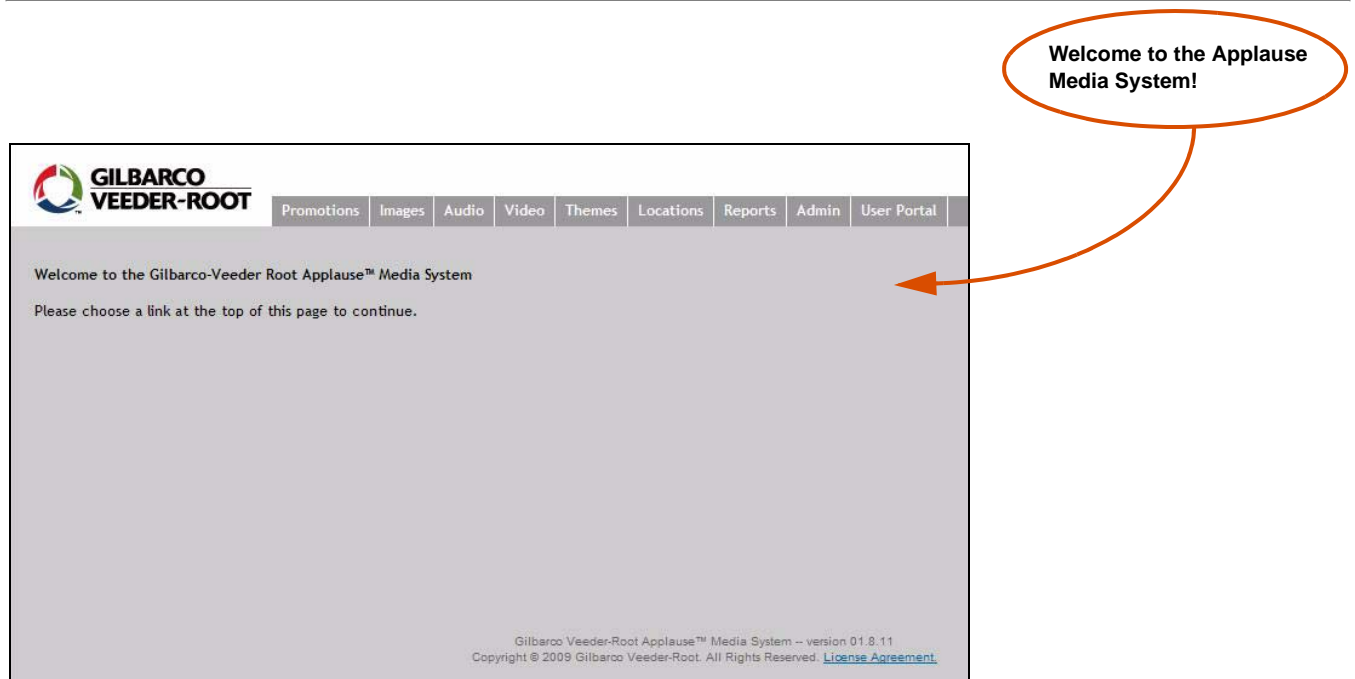 Welcome to the Applause
Media System!
GILBARCO
VEEDER-ROOT
™
Promotions Images Audio Video Themes Locations Reports Admin User Portal
Welcome to the Gilbarco-Veeder Root Applause™ Media System
Please choose a link at the top of this page to continue.
Gilbarco Veeder-Root Applause™ Media System -- version 01.8.11
Copyright © 2009 Gilbarco Veeder-Root. All Rights Reserved. License Agreement.